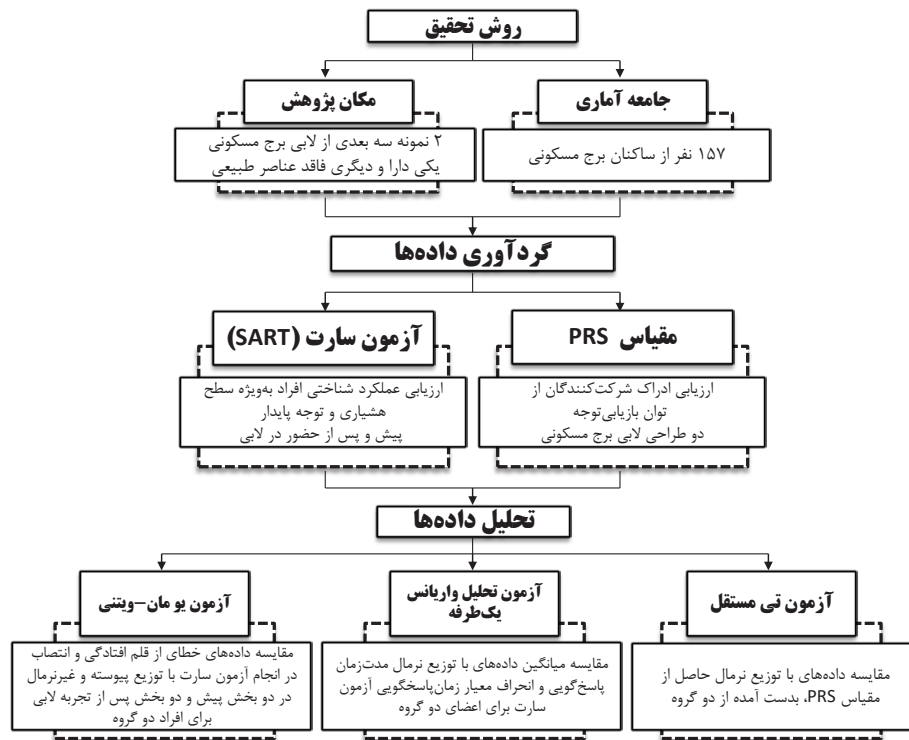 روش تحقیق
جامعه آماری
۱۵۷ نفر از ساکنان برج مسکونی
مکان پژوهش
۲ نمونه سه بعدی از لابی برج مسکونی
یکی دارا و دیگری فاقد عناصر طبیعی
گردآوری داده‌ها
مقیاس PRS
ارزیابی ادراک شرکت‌کنندگان از
توان بازیابی‌توجه
دو طراحی لابی برج مسکونی
آزمون سارت (SART)
ارزیابی عملکرد شناختی افراد به‌ویژه سطح
هشیاری و توجه پایدار
پیش و پس از حضور در لابی
تحلیل داده‌ها
آزمون تی مستقل
مقایسه داده‌های با توزیع نرمال حاصل از
مقیاس PRS، بدست آمده از دو گروه
آزمون تحلیل واریانس
یک‌طرفه
مقایسه میانگین داده‌های با توزیع نرمال مدت‌زمان
پاسخ‌گویی و انحراف معیار زمان‌پاسخگویی آزمون
سارت برای اعضای دو گروه
آزمون یو مان–ویتنی
مقایسه داده‌های خطای از قلم افتادگی و انتصاب
در انجام آزمون سارت با توزیع پیوسته و غیرنرمال
در دو بخش پیش و دو بخش پس از تجربه لابی
برای افراد دو گروه